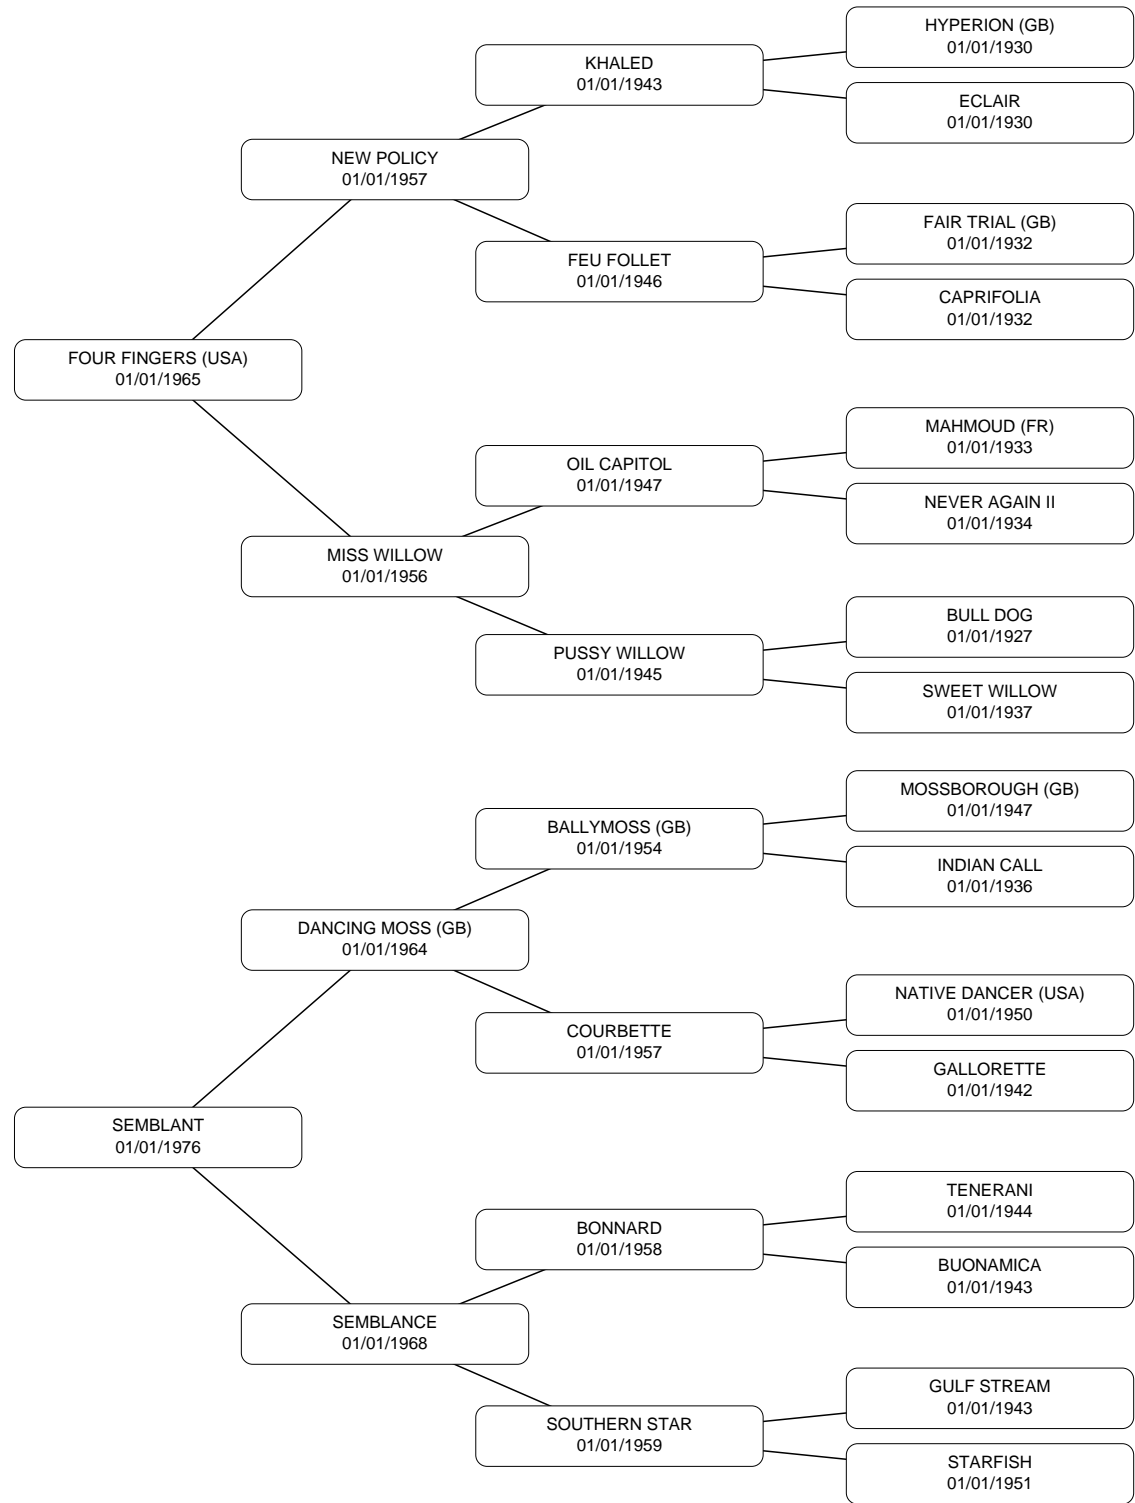 HYPERION (GB)
01/01/1930
KHALED
01/01/1943
ECLAIR
01/01/1930
NEW POLICY
01/01/1957
FAIR TRIAL (GB)
01/01/1932
FEU FOLLET
01/01/1946
CAPRIFOLIA
01/01/1932
FOUR FINGERS (USA)
01/01/1965
MAHMOUD (FR)
01/01/1933
OIL CAPITOL
01/01/1947
NEVER AGAIN II
01/01/1934
MISS WILLOW
01/01/1956
BULL DOG
01/01/1927
PUSSY WILLOW
01/01/1945
SWEET WILLOW
01/01/1937
MOSSBOROUGH (GB)
01/01/1947
BALLYMOSS (GB)
01/01/1954
INDIAN CALL
01/01/1936
DANCING MOSS (GB)
01/01/1964
NATIVE DANCER (USA)
01/01/1950
COURBETTE
01/01/1957
GALLORETTE
01/01/1942
SEMBLANT
01/01/1976
TENERANI
01/01/1944
BONNARD
01/01/1958
BUONAMICA
01/01/1943
SEMBLANCE
01/01/1968
GULF STREAM
01/01/1943
SOUTHERN STAR
01/01/1959
STARFISH
01/01/1951